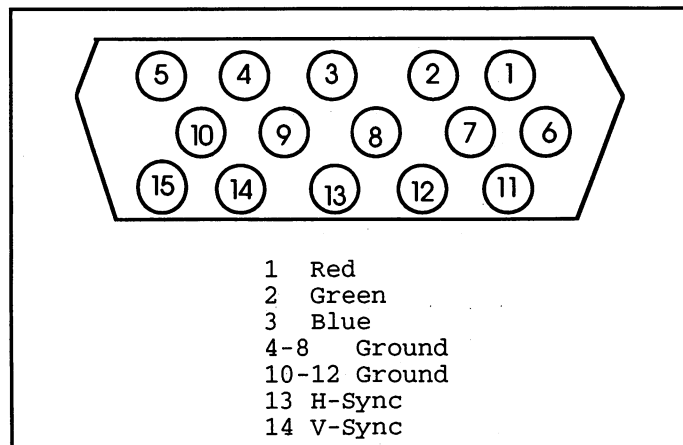 5 4 3 2 1
10 9 8 7 6
15 14 13 12 11
1 Red
2 Green
3 Blue
4-8 Ground
10-12 Ground
13 H-Sync
14 V-Sync